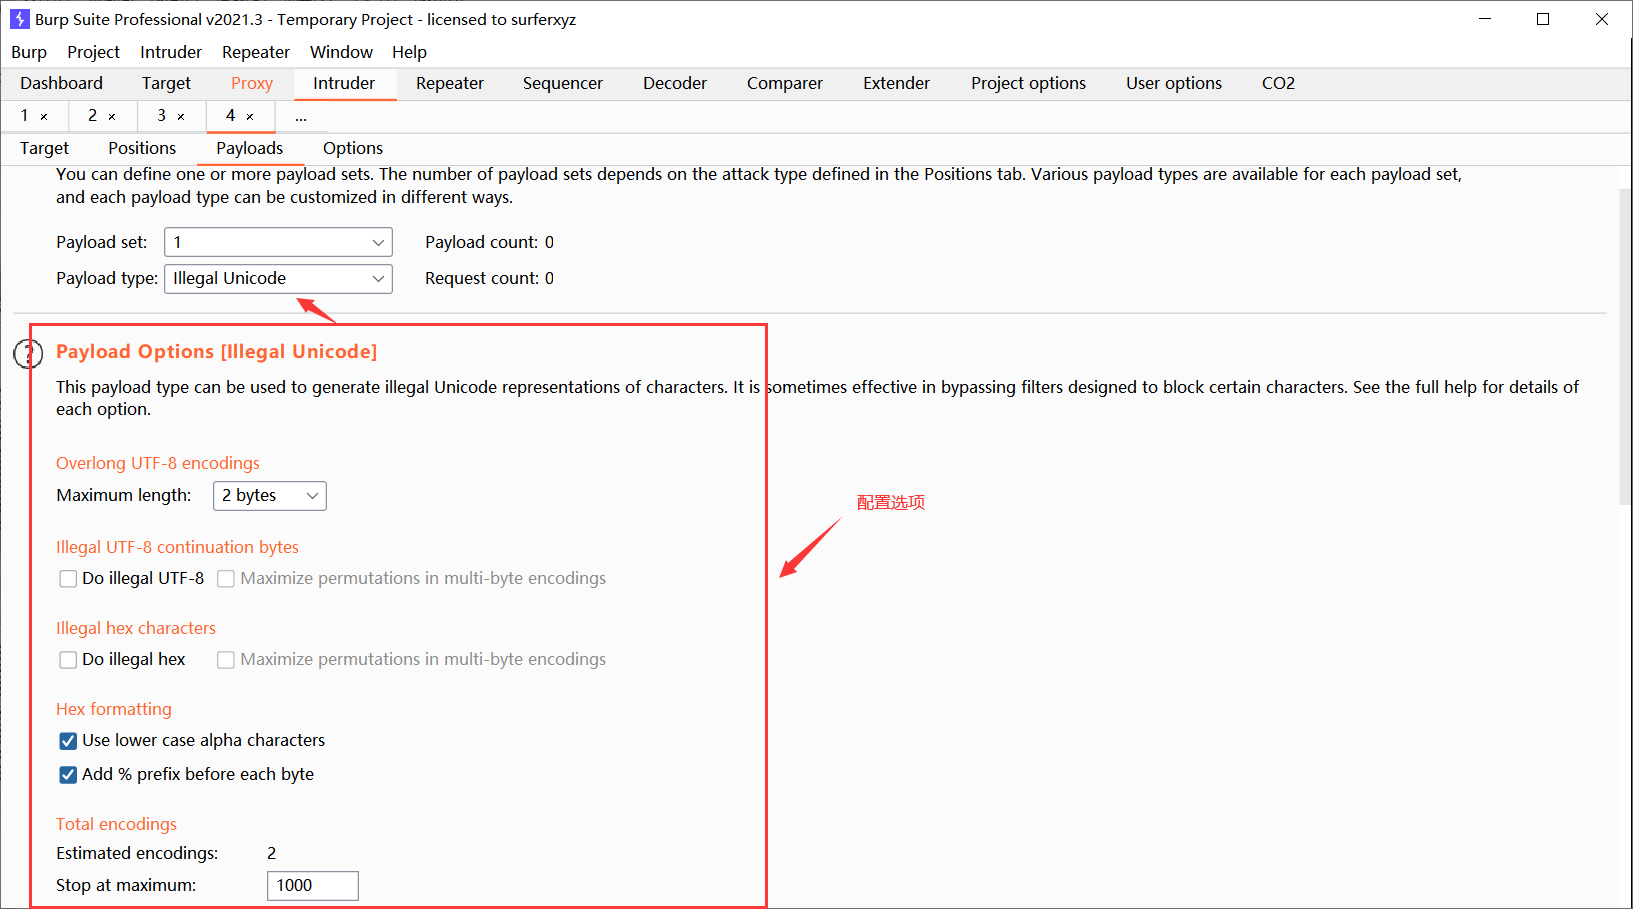 Burp Suite Professional v2021.3 - Temporary Project - licensed to surferxyz
Burp Project Intruder Repeater Window Help
Dashboard Target Proxy Intruder Repeater Sequencer Decoder Comparer Extender Project options User options CO2
1 × 2 × 3 × 4 × ...
Target Positions Payloads Options
You can define one or more payload sets. The number of payload sets depends on the attack type defined in the Positions tab. Various payload types are available for each payload set,
and each payload type can be customized in different ways.
Payload set: 1 Payload count: 0
Payload type: Illegal Unicode Request count: 0
? Payload Options [Illegal Unicode]
This payload type can be used to generate illegal Unicode representations of characters. It is sometimes effective in bypassing filters designed to block certain characters. See the full help for details of
each option.
Overlong UTF-8 encodings
Maximum length: 2 bytes
配置选项
Illegal UTF-8 continuation bytes
Do illegal UTF-8 Maximize permutations in multi-byte encodings
Illegal hex characters
Do illegal hex Maximize permutations in multi-byte encodings
Hex formatting
Use lower case alpha characters
Add % prefix before each byte
Total encodings
Estimated encodings: 2
Stop at maximum: 1000